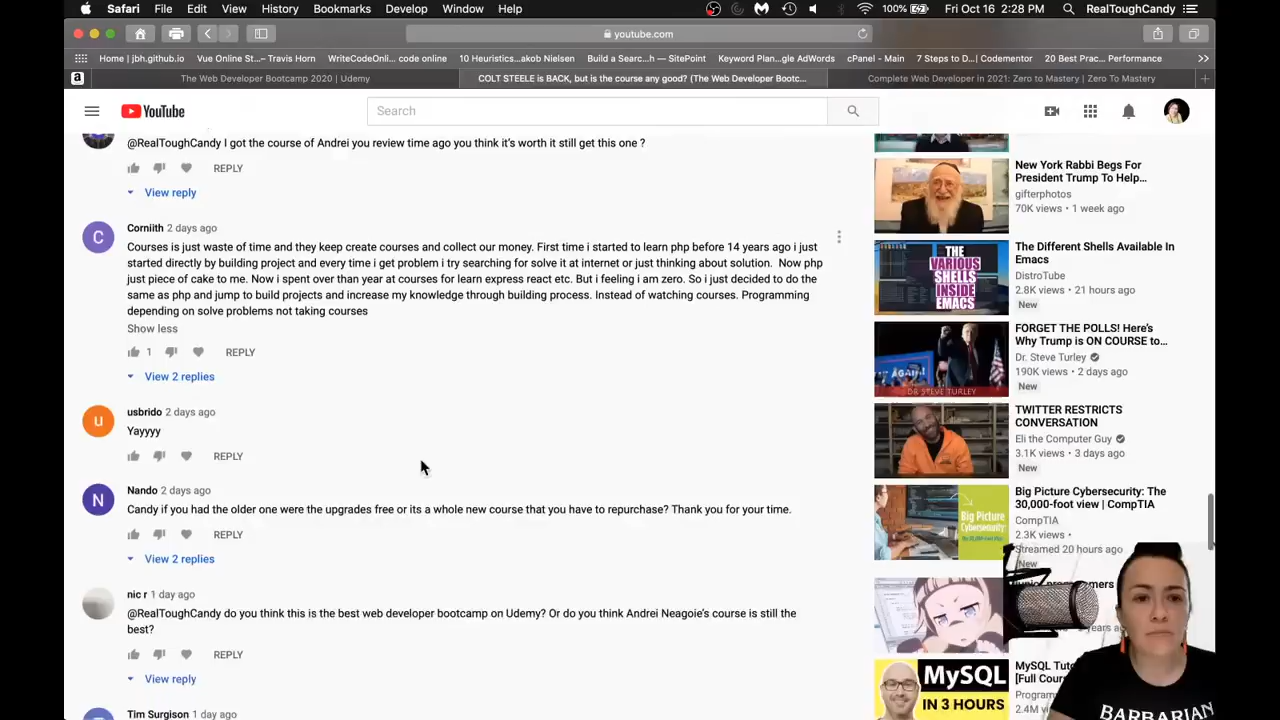 Safari File Edit View History Bookmarks Develop Window Help 100% Fri Oct 16 2:28 PM RealToughCandy
youtube.com
Home | jbh.github.io Vue Online St...– Travis Horn WriteCodeOnli... code online 10 Heuristics...akob Nielsen Build a Searc...h — SitePoint Keyword Plan...gle AdWords cPanel - Main 7 Steps to D... | Codementor 20 Best Prac... Performance
a The Web Developer Bootcamp 2020 | Udemy COLT STEELE is BACK, but is the course any good? (The Web Developer Bootc... Complete Web Developer in 2021: Zero to Mastery | Zero To Mastery
YouTube Search
@RealToughCandy I got the course of Andrei you review time ago you think it's worth it still get this one ?
REPLY
View reply
C Corniith 2 days ago
Courses is just waste of time and they keep create courses and collect our money. First time i started to learn php before 14 years ago i just
started directly by building project and every time i get problem i try searching for solve it at internet or just thinking about solution. Now php
just piece of cake to me. Now i spent over than year at courses for learn express react etc. But i feeling i am zero. So i just decided to do the
same as php and jump to build projects and increase my knowledge through building process. Instead of watching courses. Programming
depending on solve problems not taking courses
Show less
1 REPLY
View 2 replies
u usbrido 2 days ago
Yayyyy
REPLY
N Nando 2 days ago
Candy if you had the older one were the upgrades free or its a whole new course that you have to repurchase? Thank you for your time.
REPLY
View 2 replies
nic r 1 day ago
@RealToughCandy do you think this is the best web developer bootcamp on Udemy? Or do you think Andrei Neagoie's course is still the
best?
REPLY
View reply
Tim Surgison 1 day ago
New York Rabbi Begs For
President Trump To Help...
gifterphotos
70K views • 1 week ago
THE
VARIOUS
SHELLS
INSIDE
EMACS
The Different Shells Available In
Emacs
DistroTube
2.8K views • 21 hours ago
New
DR STEVE TURLEY
FORGET THE POLLS! Here's
Why Trump is ON COURSE to...
Dr. Steve Turley
190K views • 2 days ago
New
TWITTER RESTRICTS
CONVERSATION
Eli the Computer Guy
3.1K views • 3 days ago
New
Big Picture
Cybersecurity:
Big Picture Cybersecurity: The
30,000-foot view | CompTIA
CompTIA
2.3K views •
Streamed 20 hours ago
New
MySQL
IN 3 HOURS
MySQL
[Full
2.4M
BARBARIAN